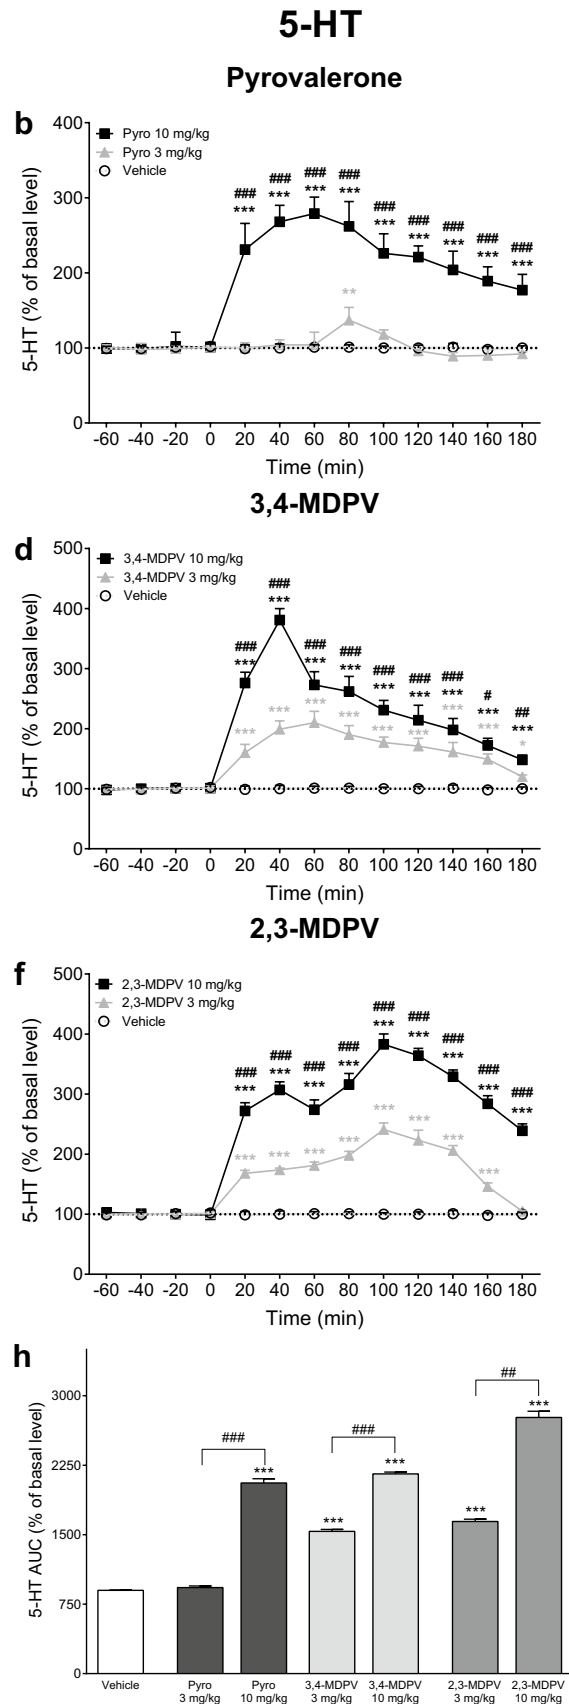 5-HT
Pyrovalerone
b
Pyro 10 mg/kg
Pyro 3 mg/kg
Vehicle
400
300
200
100
0
5-HT (% of basal level)
### ### ### ### ### ### ### ### ###
*** *** *** *** *** *** *** *** ***
**
-60 -40 -20 0 20 40 60 80 100 120 140 160 180
Time (min)
3,4-MDPV
d
3,4-MDPV 10 mg/kg
3,4-MDPV 3 mg/kg
Vehicle
500
400
300
200
100
0
5-HT (% of basal level)
### ### ### ### ### ### ### # ##
*** *** *** *** *** *** *** *** ***
*** *** *** *** *** *** *** *** *
-60 -40 -20 0 20 40 60 80 100 120 140 160 180
Time (min)
2,3-MDPV
f
2,3-MDPV 10 mg/kg
2,3-MDPV 3 mg/kg
Vehicle
500
400
300
200
100
0
5-HT (% of basal level)
### ### ### ### ### ### ### ### ###
*** *** *** *** *** *** *** *** ***
*** *** *** *** *** *** *** ***
-60 -40 -20 0 20 40 60 80 100 120 140 160 180
Time (min)
h
3000
2250
1500
750
0
5-HT AUC (% of basal level)
### ### ##
*** *** *** *** ***
Vehicle Pyro Pyro 3,4-MDPV 3,4-MDPV 2,3-MDPV 2,3-MDPV
3 mg/kg 10 mg/kg 3 mg/kg 10 mg/kg 3 mg/kg 10 mg/kg